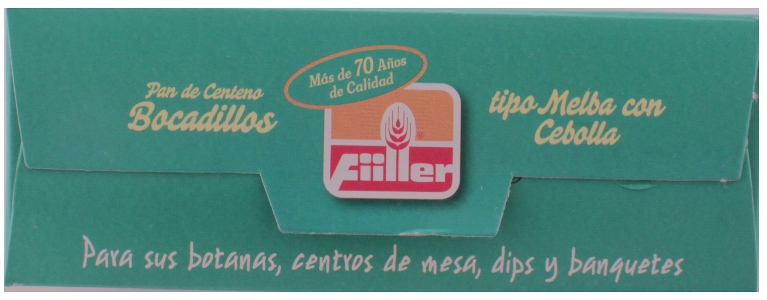 Más de 70 Años
de Calidad
Pan de Centeno
Bocadillos
Füller
®
tipo Melba con
Cebolla
Para sus botanas, centros de mesa, dips y banquetes